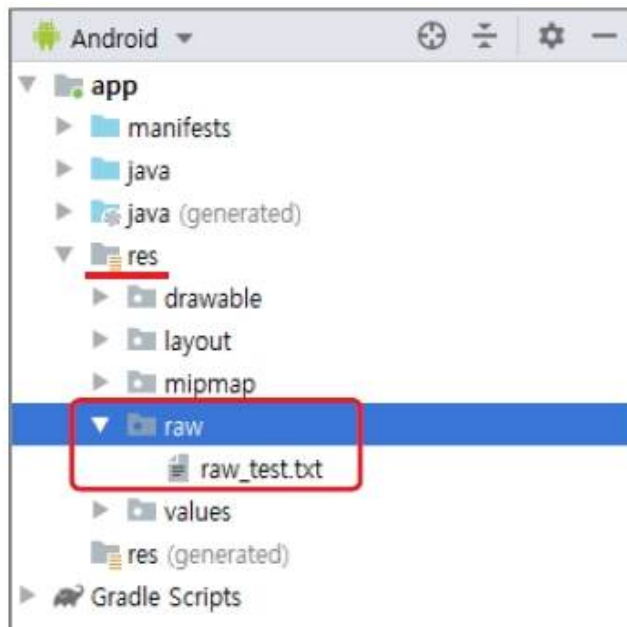 Android
app
manifests
java
java (generated)
res
drawable
layout
mipmap
raw
raw_test.txt
values
res (generated)
Gradle Scripts